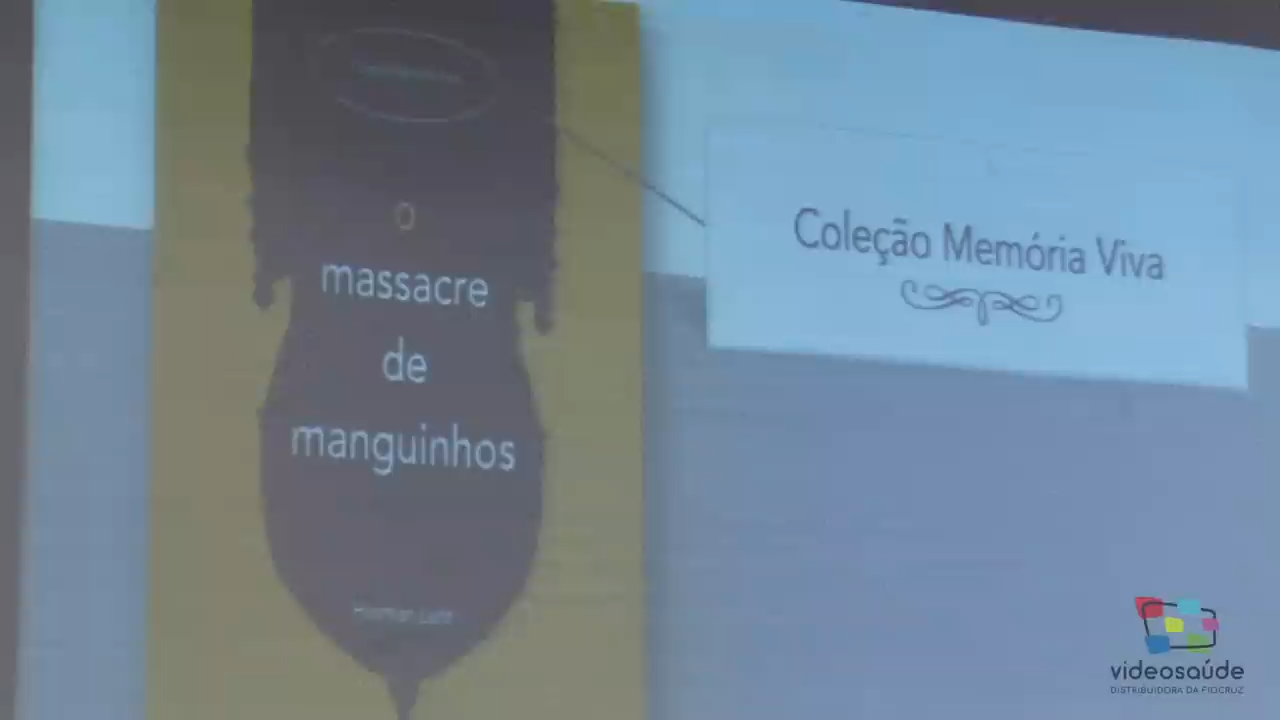 o
massacre
de
manguinhos
Coleção Memória Viva
videosaúde
DISTRIBUIDORA DA FIOCRUZ